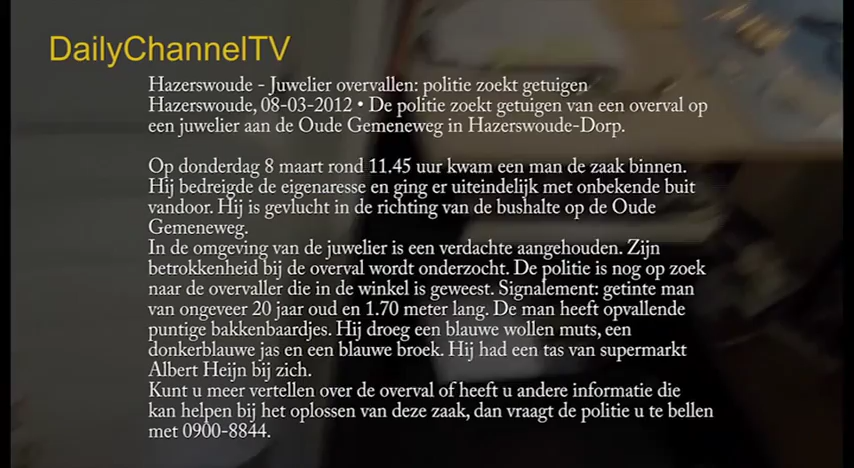 DailyChannelTV
Hazerswoude - Juwelier overvallen: politie zoekt getuigen
Hazerswoude, 08-03-2012 • De politie zoekt getuigen van een overval op
een juwelier aan de Oude Gemeneweg in Hazerswoude-Dorp.
Op donderdag 8 maart rond 11.45 uur kwam een man de zaak binnen.
Hij bedreigde de eigenaresse en ging er uiteindelijk met onbekende buit
vandoor. Hij is gevlucht in de richting van de bushalte op de Oude
Gemeneweg.
In de omgeving van de juwelier is een verdachte aangehouden. Zijn
betrokkenheid bij de overval wordt onderzocht. De politie is nog op zoek
naar de overvaller die in de winkel is geweest. Signalement: getinte man
van ongeveer 20 jaar oud en 1.70 meter lang. De man heeft opvallende
puntige bakkenbaardjes. Hij droeg een blauwe wollen muts, een
donkerblauwe jas en een blauwe broek. Hij had een tas van supermarkt
Albert Heijn bij zich.
Kunt u meer vertellen over de overval of heeft u andere informatie die
kan helpen bij het oplossen van deze zaak, dan vraagt de politie u te bellen
met 0900-8844.